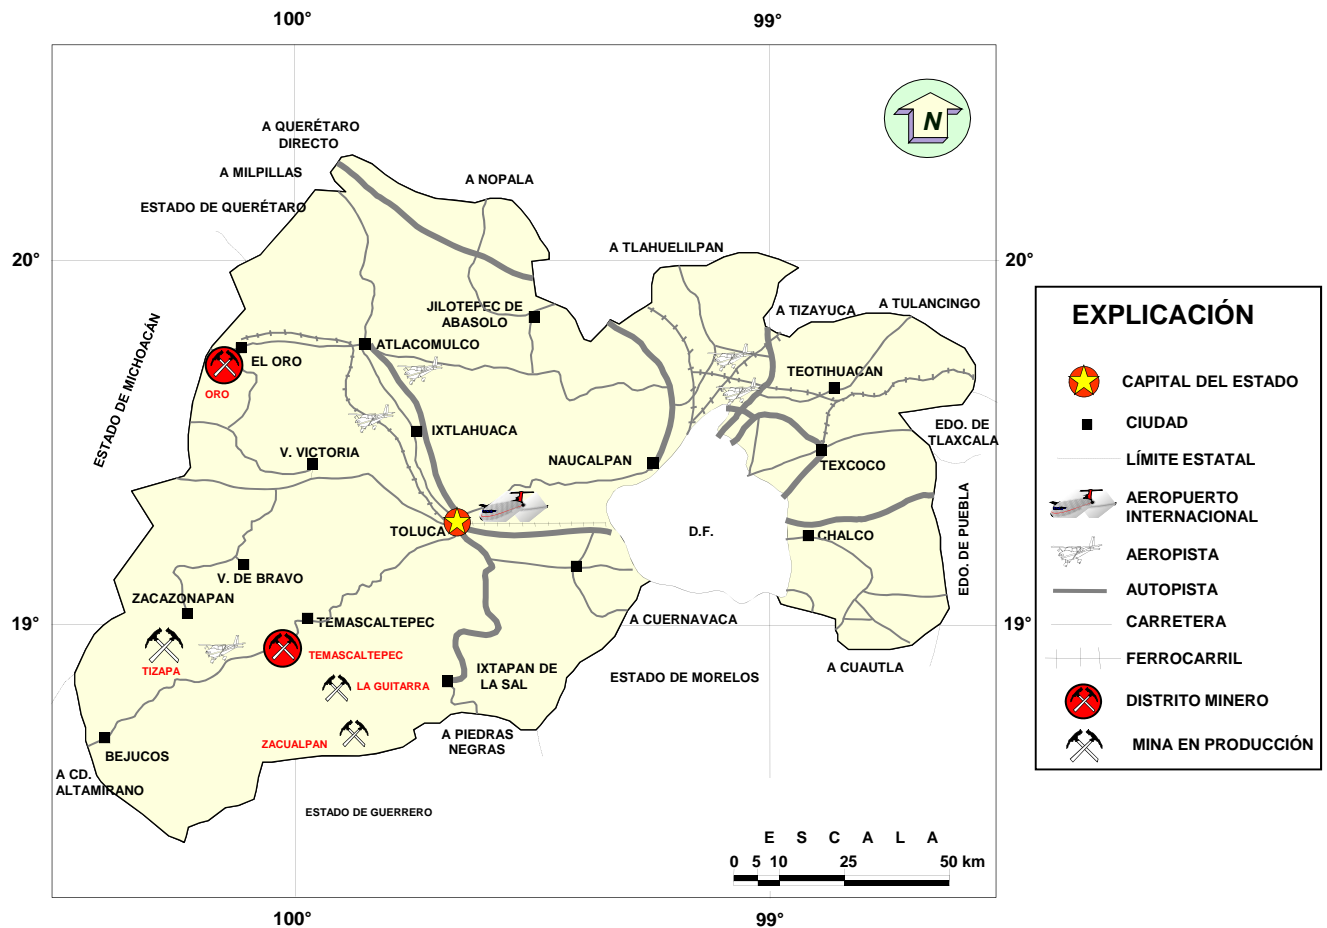 100°
99°
N
A QUERÉTARO
DIRECTO
A MILPILLAS
A NOPALA
ESTADO DE QUERÉTARO
A TLAHUELILPAN
20°
20°
A TIZAYUCA
A TULANCINGO
JILOTEPEC DE
ABASOLO
ESTADO DE MICHOACÁN
ATLACOMULCO
EL ORO
ORO
TEOTIHUACAN
IXTLAHUACA
EDO. DE
TLAXCALA
V. VICTORIA
NAUCALPAN
TEXCOCO
TOLUCA
D.F.
CHALCO
EDO. DE PUEBLA
V. DE BRAVO
ZACAZONAPAN
19°
19°
TEMASCALTEPEC
A CUERNAVACA
TIZAPA
TEMASCALTEPEC
LA GUITARRA
IXTAPAN DE
LA SAL
ESTADO DE MORELOS
A CUAUTLA
ZACUALPAN
A PIEDRAS
NEGRAS
BEJUCOS
A CD.
ALTAMIRANO
ESTADO DE GUERRERO
E S C A L A
0 5 10 25 50 km
100°
99°
EXPLICACIÓN
CAPITAL DEL ESTADO
CIUDAD
LÍMITE ESTATAL
AEROPUERTO
INTERNACIONAL
AEROPISTA
AUTOPISTA
CARRETERA
FERROCARRIL
DISTRITO MINERO
MINA EN PRODUCCIÓN